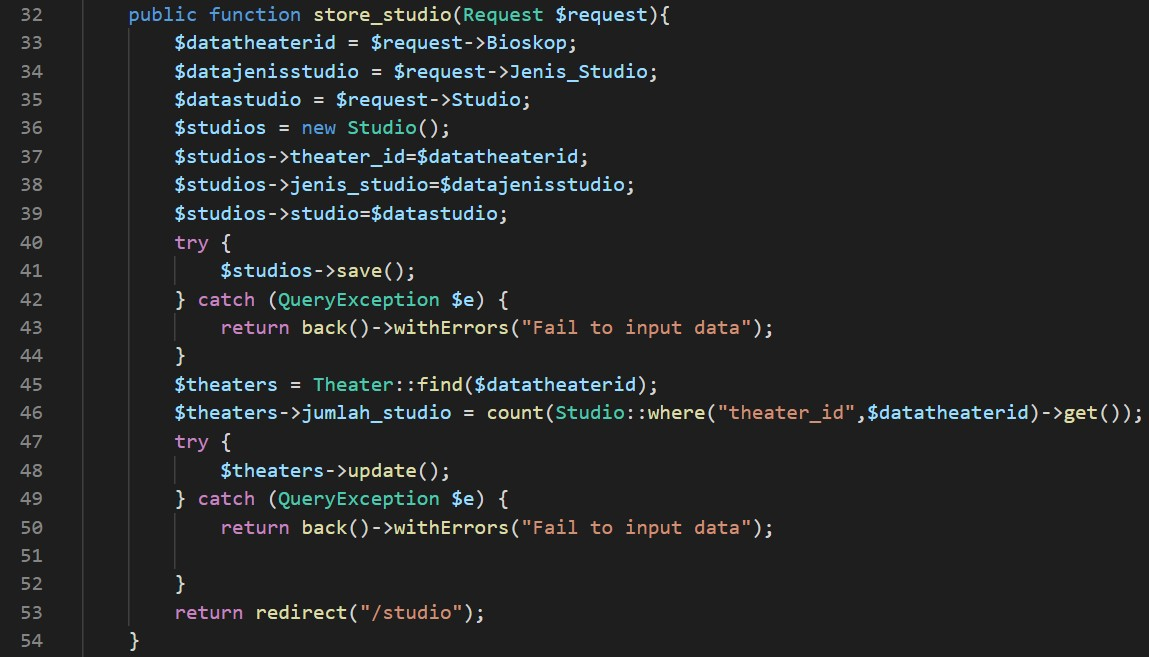 32 public function store_studio(Request $request){
33 $datatheaterid = $request->Bioskop;
34 $datajenisstudio = $request->Jenis_Studio;
35 $datastudio = $request->Studio;
36 $studios = new Studio();
37 $studios->theater_id=$datatheaterid;
38 $studios->jenis_studio=$datajenisstudio;
39 $studios->studio=$datastudio;
40 try {
41 $studios->save();
42 } catch (QueryException $e) {
43 return back()->withErrors("Fail to input data");
44 }
45 $theaters = Theater::find($datatheaterid);
46 $theaters->jumlah_studio = count(Studio::where("theater_id",$datatheaterid)->get());
47 try {
48 $theaters->update();
49 } catch (QueryException $e) {
50 return back()->withErrors("Fail to input data");
51
52 }
53 return redirect("/studio");
54 }